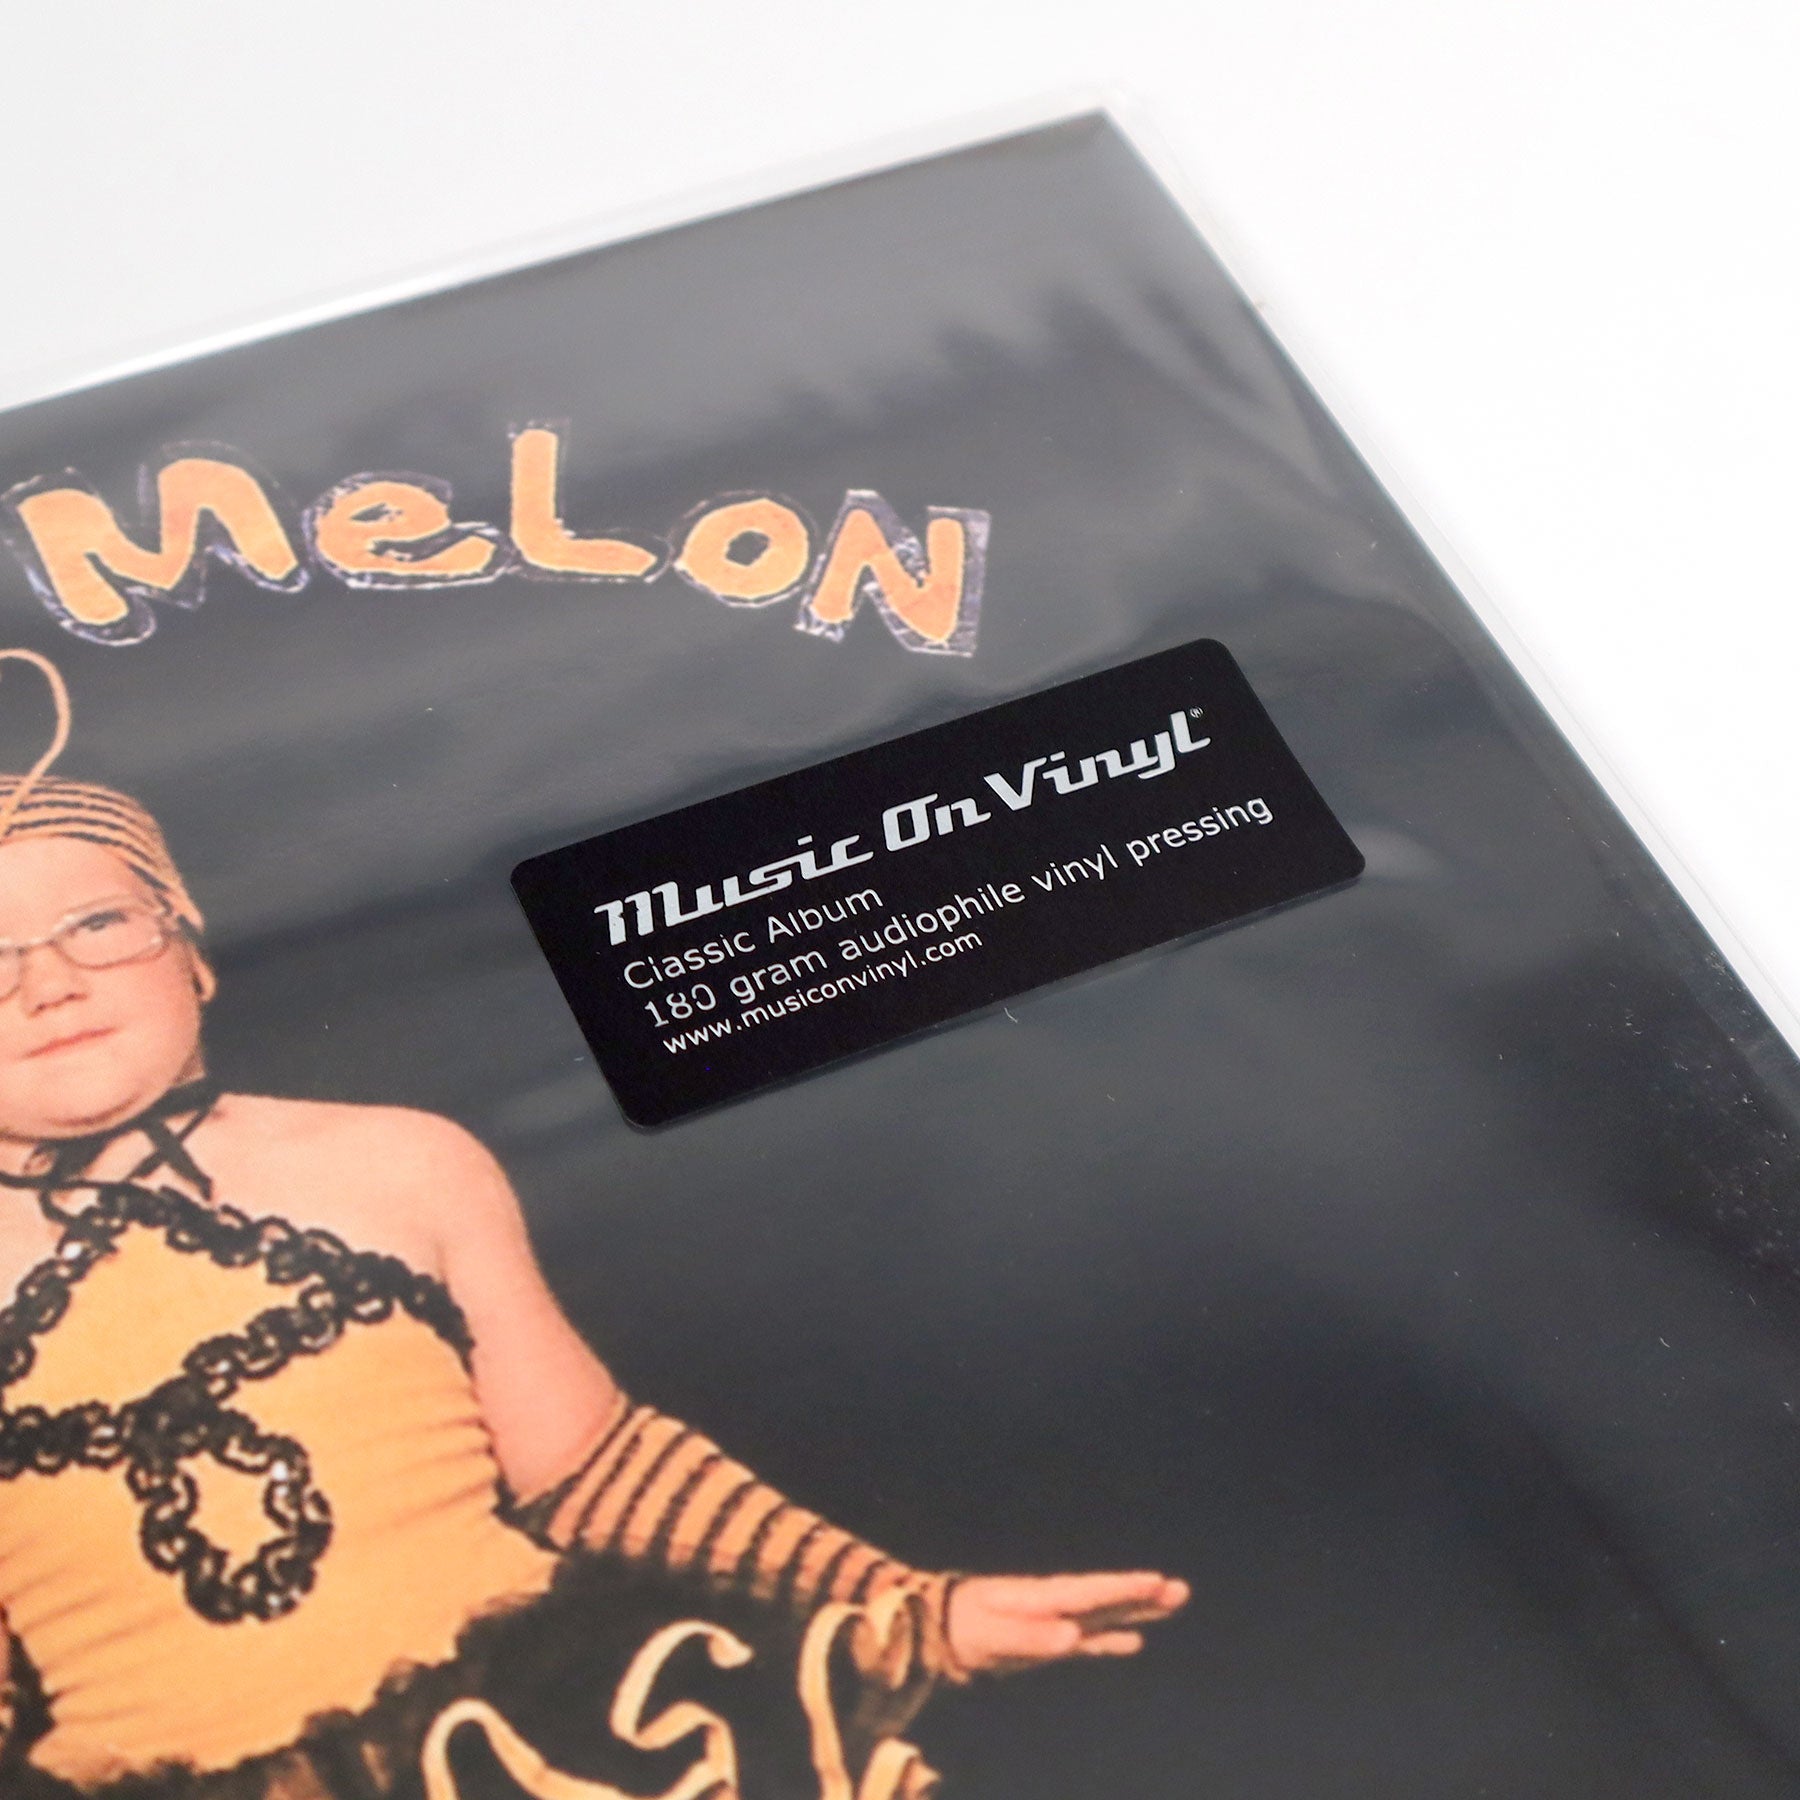 MeLoN
Music On Vinyl®
Classic Album
180 gram audiophile vinyl pressing
www.musiconvinyl.com